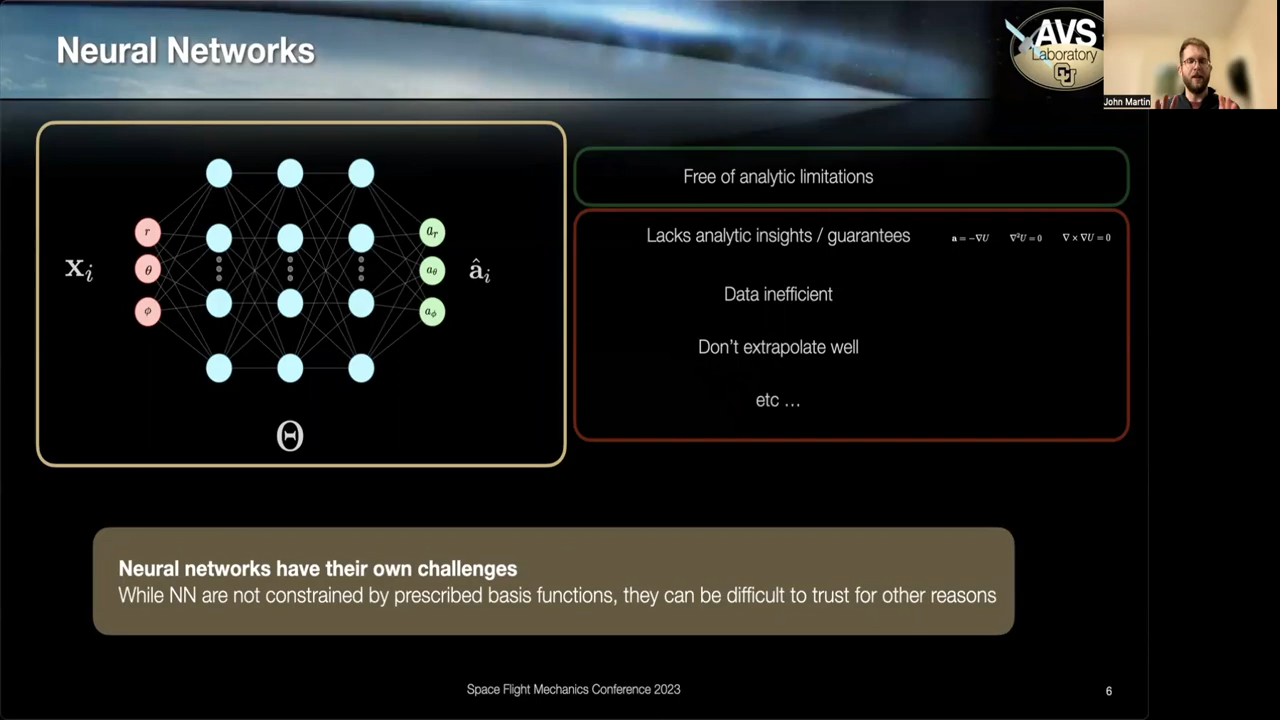 Neural Networks
AVS
Laboratory
CU
John Martin
Free of analytic limitations
Lacks analytic insights / guarantees
a = −∇U ∇²U = 0 ∇ × ∇U = 0
Data inefficient
Don't extrapolate well
etc …
r
θ
ϕ
x_i
a_r
a_θ
a_ϕ
â_i
Θ
Neural networks have their own challenges
While NN are not constrained by prescribed basis functions, they can be difficult to trust for other reasons
Space Flight Mechanics Conference 2023
6